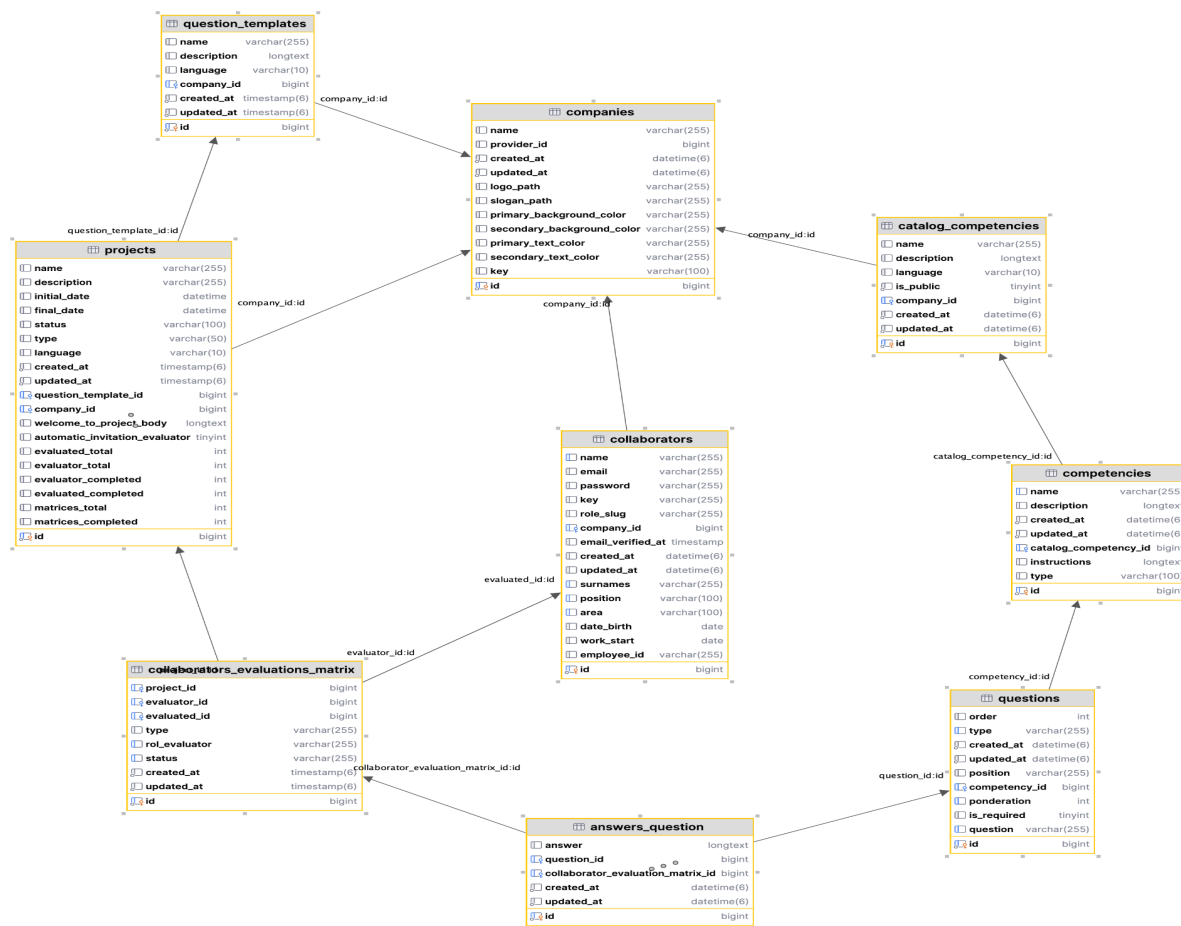 question_templates
name varchar(255)
description longtext
language varchar(10)
company_id bigint
created_at timestamp(6)
updated_at timestamp(6)
id bigint
company_id:id
companies
name varchar(255)
provider_id bigint
created_at datetime(6)
updated_at datetime(6)
logo_path varchar(255)
slogan_path varchar(255)
primary_background_color varchar(255)
secondary_background_color varchar(255)
primary_text_color varchar(255)
secondary_text_color varchar(255)
key varchar(100)
id bigint
company_id:id
catalog_competencies
name varchar(255)
description longtext
language varchar(10)
is_public tinyint
company_id bigint
created_at datetime(6)
updated_at datetime(6)
id bigint
company_id:id
question_template_id:id
projects
name varchar(255)
description varchar(255)
initial_date datetime
final_date datetime
status varchar(100)
type varchar(50)
language varchar(10)
created_at timestamp(6)
updated_at timestamp(6)
question_template_id bigint
company_id bigint
welcome_to_project_body longtext
automatic_invitation_evaluator tinyint
evaluated_total int
evaluator_total int
evaluator_completed int
evaluated_completed int
matrices_total int
matrices_completed int
id bigint
company_id:id
collaborators
name varchar(255)
email varchar(255)
password varchar(255)
key varchar(255)
role_slug varchar(255)
company_id bigint
email_verified_at timestamp
created_at datetime(6)
updated_at datetime(6)
surnames varchar(255)
position varchar(100)
area varchar(100)
date_birth date
work_start date
employee_id varchar(255)
id bigint
catalog_competency_id:id
competencies
name varchar(255
description longtext
created_at datetime(6
updated_at datetime(6
catalog_competency_id bigint
instructions longtext
type varchar(100)
id bigint
evaluated_id:id
evaluator_id:id
collaborators_evaluations_matrix
project_id bigint
evaluator_id bigint
evaluated_id bigint
type varchar(255)
rol_evaluator varchar(255)
status varchar(255)
created_at timestamp(6)
updated_at timestamp(6)
id bigint
collaborator_evaluation_matrix_id:id
competency_id:id
questions
order int
type varchar(255)
created_at datetime(6)
updated_at datetime(6)
position varchar(255)
competency_id bigint
ponderation int
is_required tinyint
question varchar(255)
id bigint
question_id:id
answers_question
answer longtext
question_id bigint
collaborator_evaluation_matrix_id bigint
created_at datetime(6)
updated_at datetime(6)
id bigint